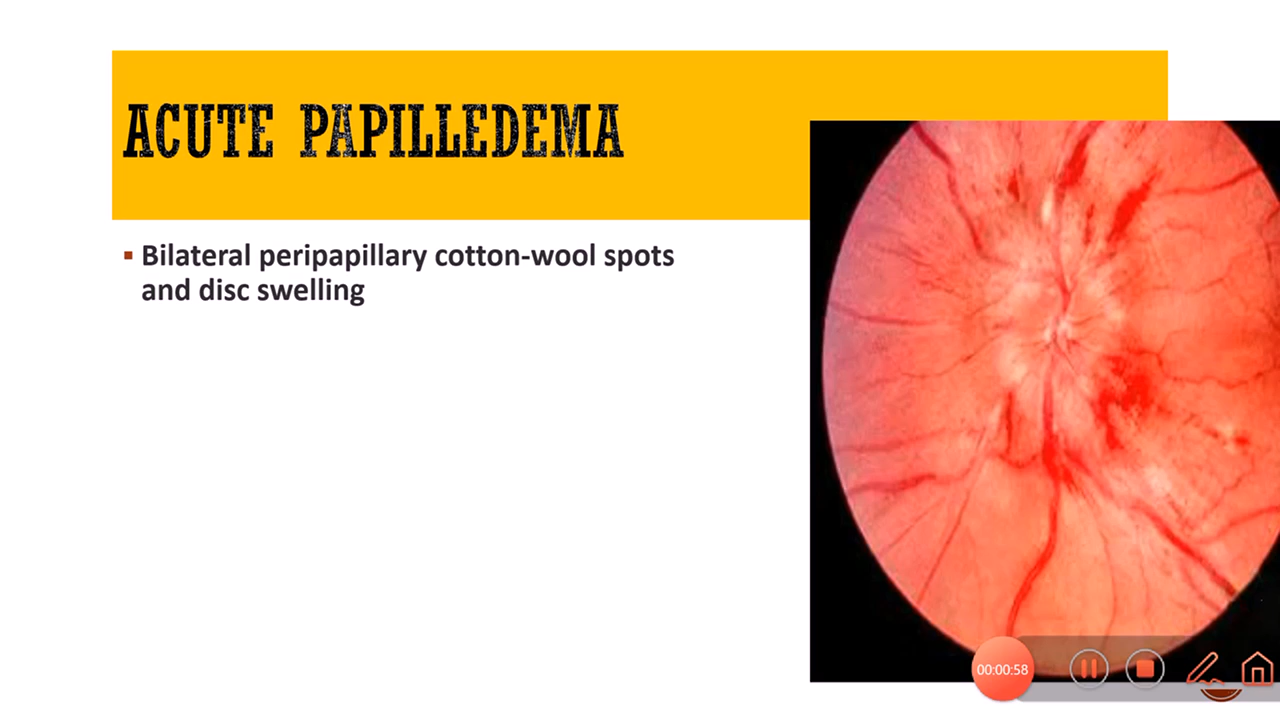 ACUTE PAPILLEDEMA
▪ Bilateral peripapillary cotton-wool spots
and disc swelling
00:00:58